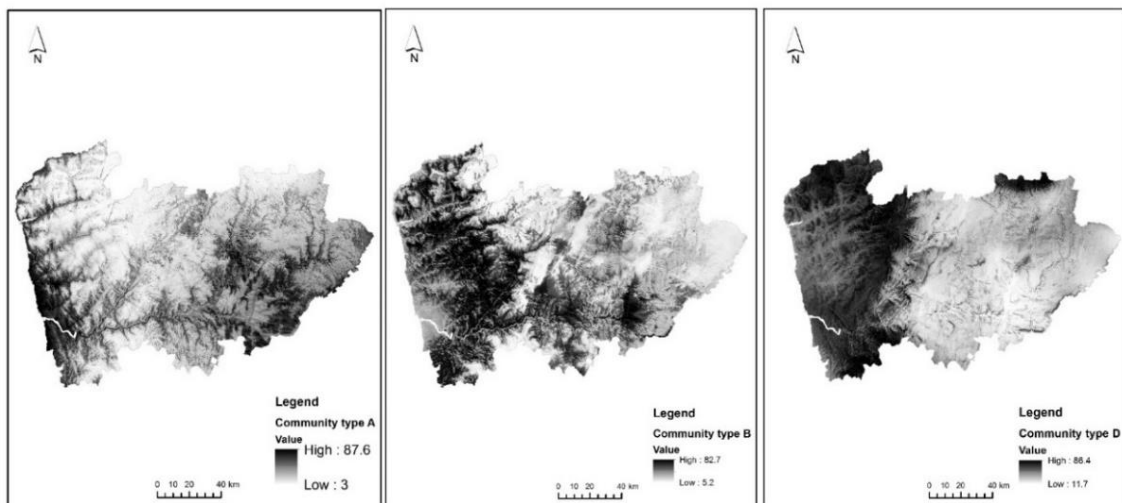 N
Legend
Community type A
Value
High : 87.6
Low : 3
0 10 20 40 km
N
Legend
Community type B
Value
High : 82.7
Low : 5.2
0 10 20 40 km
N
Legend
Community type D
Value
High : 86.4
Low : 11.7
0 10 20 40 km